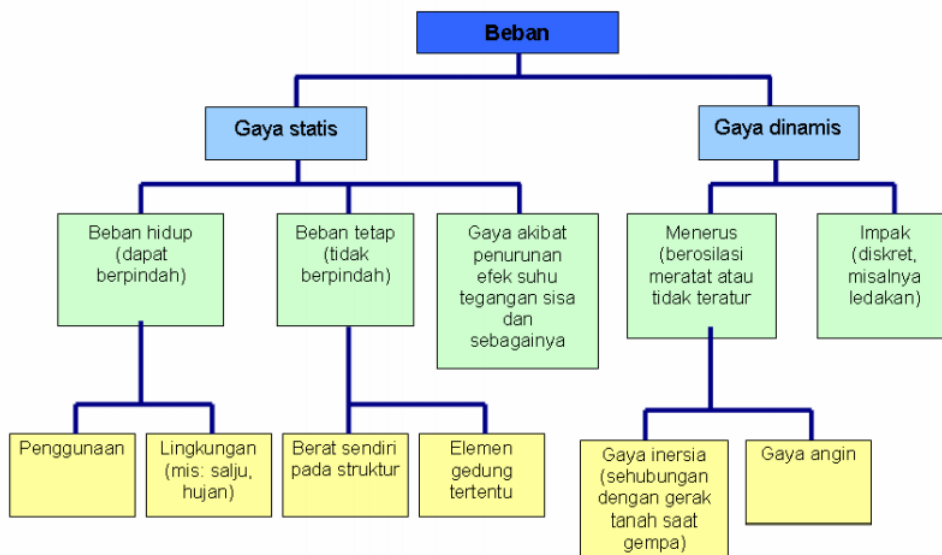 Beban
Gaya statis
Gaya dinamis
Beban hidup
(dapat
berpindah)
Beban tetap
(tidak
berpindah)
Gaya akibat
penurunan
efek suhu
tegangan sisa
dan
sebagainya
Menerus
(berosilasi
meratat atau
tidak teratur
Impak
(diskret,
misalnya
ledakan)
Penggunaan
Lingkungan
(mis: salju,
hujan)
Berat sendiri
pada struktur
Elemen
gedung
tertentu
Gaya inersia
(sehubungan
dengan gerak
tanah saat
gempa)
Gaya angin